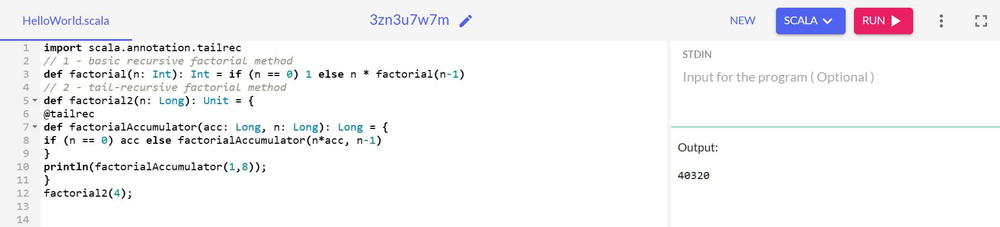 HelloWorld.scala 3zn3u7w7m NEW SCALA RUN
1 import scala.annotation.tailrec
2 // 1 - basic recursive factorial method
3 def factorial(n: Int): Int = if (n == 0) 1 else n * factorial(n-1)
4 // 2 - tail-recursive factorial method
5 def factorial2(n: Long): Unit = {
6 @tailrec
7 def factorialAccumulator(acc: Long, n: Long): Long = {
8 if (n == 0) acc else factorialAccumulator(n*acc, n-1)
9 }
10 println(factorialAccumulator(1,8));
11 }
12 factorial2(4);
13
14
STDIN
Input for the program ( Optional )
Output:
40320